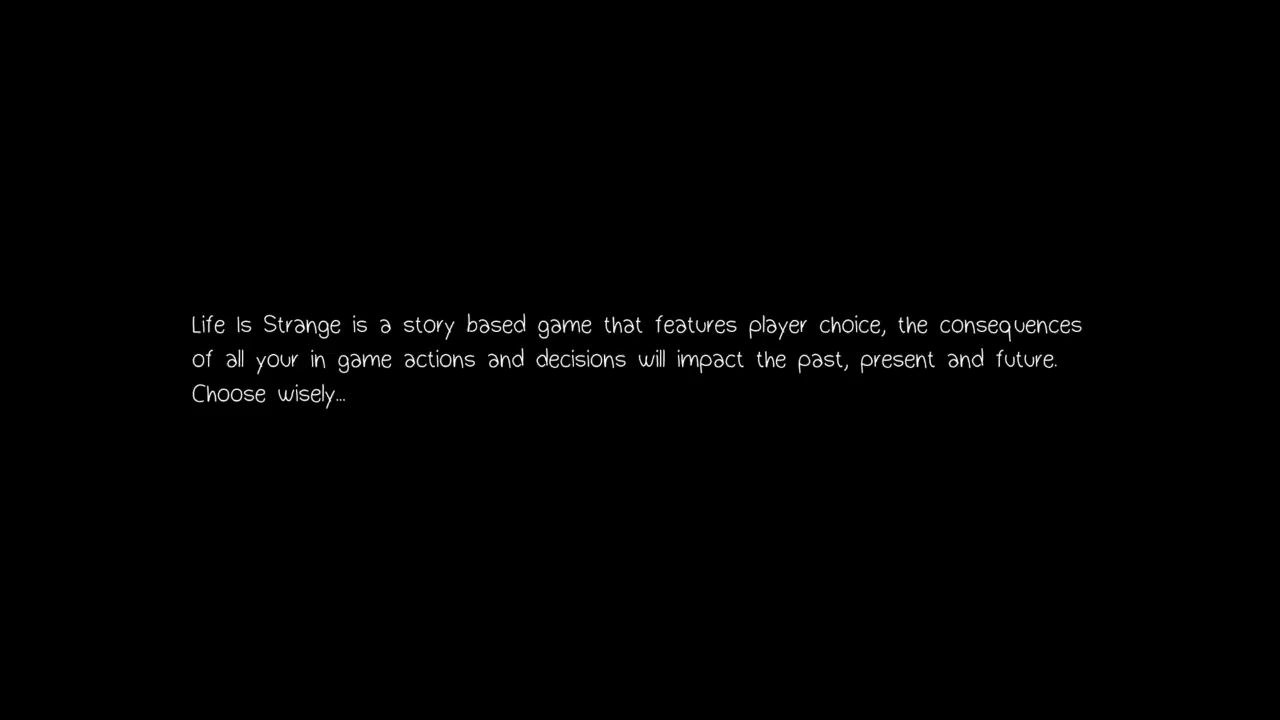 Life Is Strange is a story based game that features player choice, the consequences
of all your in game actions and decisions will impact the past, present and future.
Choose wisely...